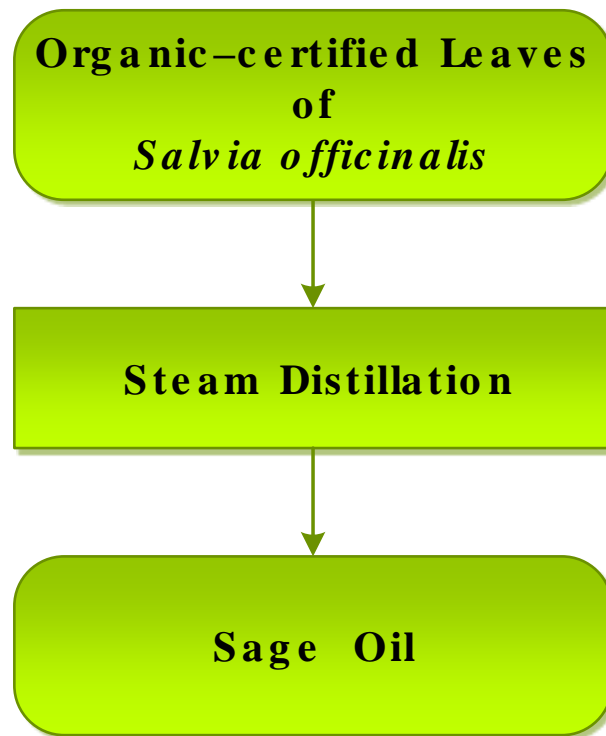 Organic–certified Leaves
of
Salvia officinalis
Steam Distillation
Sage Oil